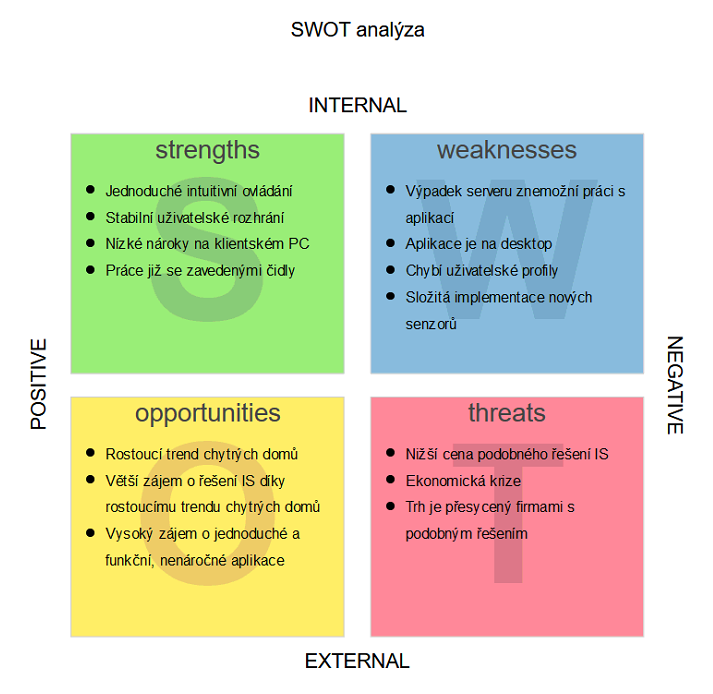 SWOT analýza
INTERNAL
strengths
Jednoduché intuitivní ovládání
Stabilní uživatelské rozhrání
Nízké nároky na klientském PC
Práce již se zavedenými čidly
S
weaknesses
Výpadek serveru znemožní práci s
aplikací
Aplikace je na desktop
Chybí uživatelské profily
Složitá implementace nových
senzorů
W
POSITIVE
NEGATIVE
opportunities
Rostoucí trend chytrých domů
Větší zájem o řešení IS díky
rostoucímu trendu chytrých domů
Vysoký zájem o jednoduché a
funkční, nenáročné aplikace
O
threats
Nižší cena podobného řešení IS
Ekonomická krize
Trh je přesycený firmami s
podobným řešením
T
EXTERNAL